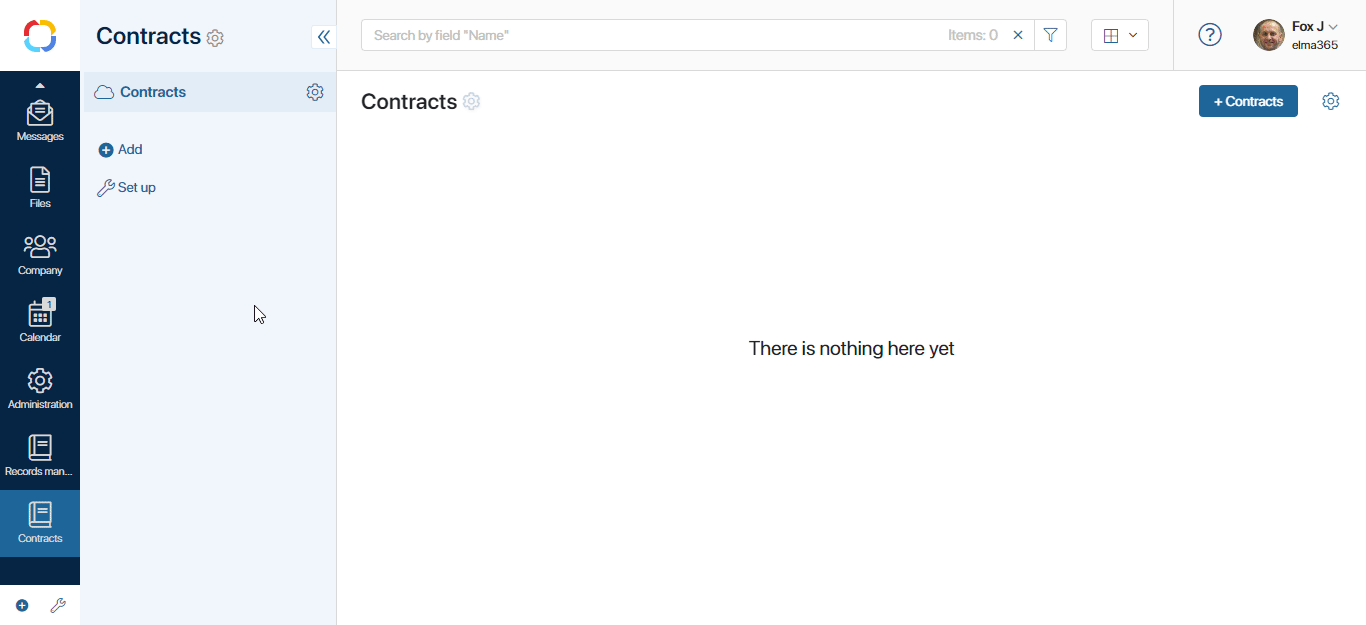 Contracts
Search by field "Name"
Items: 0
Fox J
elma365
Messages
Files
Company
1
Calendar
Administration
Records man...
Contracts
Contracts
Add
Set up
Contracts
+ Contracts
There is nothing here yet